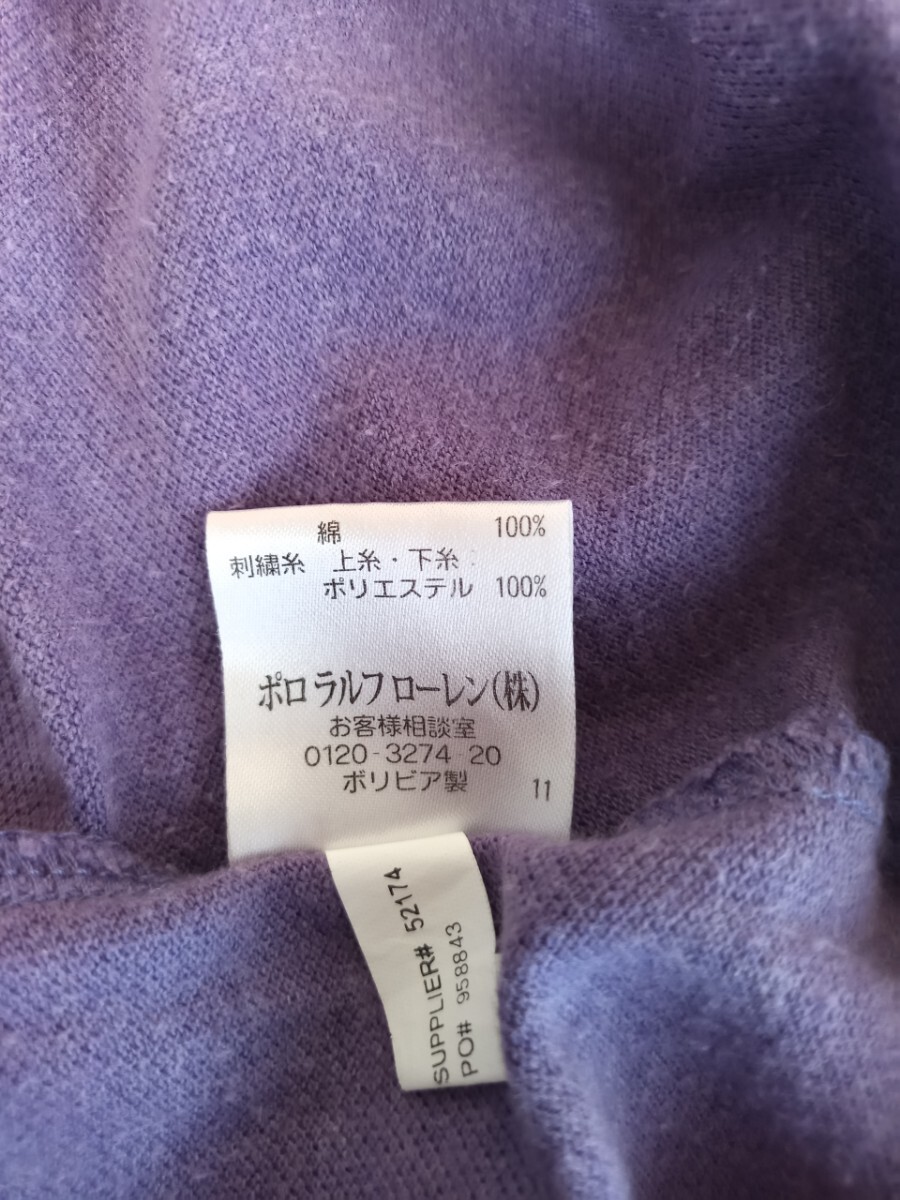 綿 100%
刺繍糸 上糸・下糸:
ポリエステル 100%
ポロ ラルフ ローレン(株)
お客様相談室
0120-3274 20
ボリビア製 11
SUPPLIER# 52174
PO# 958843